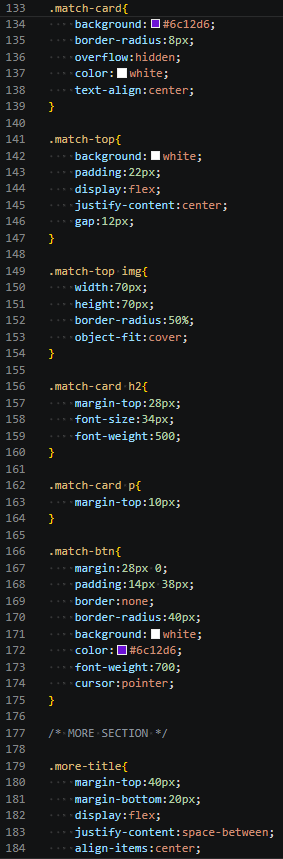 133 .match-card{
134 ····background:#6c12d6;
135 ····border-radius:8px;
136 ····overflow:hidden;
137 ····color:white;
138 ····text-align:center;
139 }
140
141 .match-top{
142 ····background:white;
143 ····padding:22px;
144 ····display:flex;
145 ····justify-content:center;
146 ····gap:12px;
147 }
148
149 .match-top·img{
150 ····width:70px;
151 ····height:70px;
152 ····border-radius:50%;
153 ····object-fit:cover;
154 }
155
156 .match-card·h2{
157 ····margin-top:28px;
158 ····font-size:34px;
159 ····font-weight:500;
160 }
161
162 .match-card·p{
163 ····margin-top:10px;
164 }
165
166 .match-btn{
167 ····margin:28px·0;
168 ····padding:14px·38px;
169 ····border:none;
170 ····border-radius:40px;
171 ····background:white;
172 ····color:#6c12d6;
173 ····font-weight:700;
174 ····cursor:pointer;
175 }
176
177 /*·MORE·SECTION·*/
178
179 .more-title{
180 ····margin-top:40px;
181 ····margin-bottom:20px;
182 ····display:flex;
183 ····justify-content:space-between;
184 ····align-items:center;